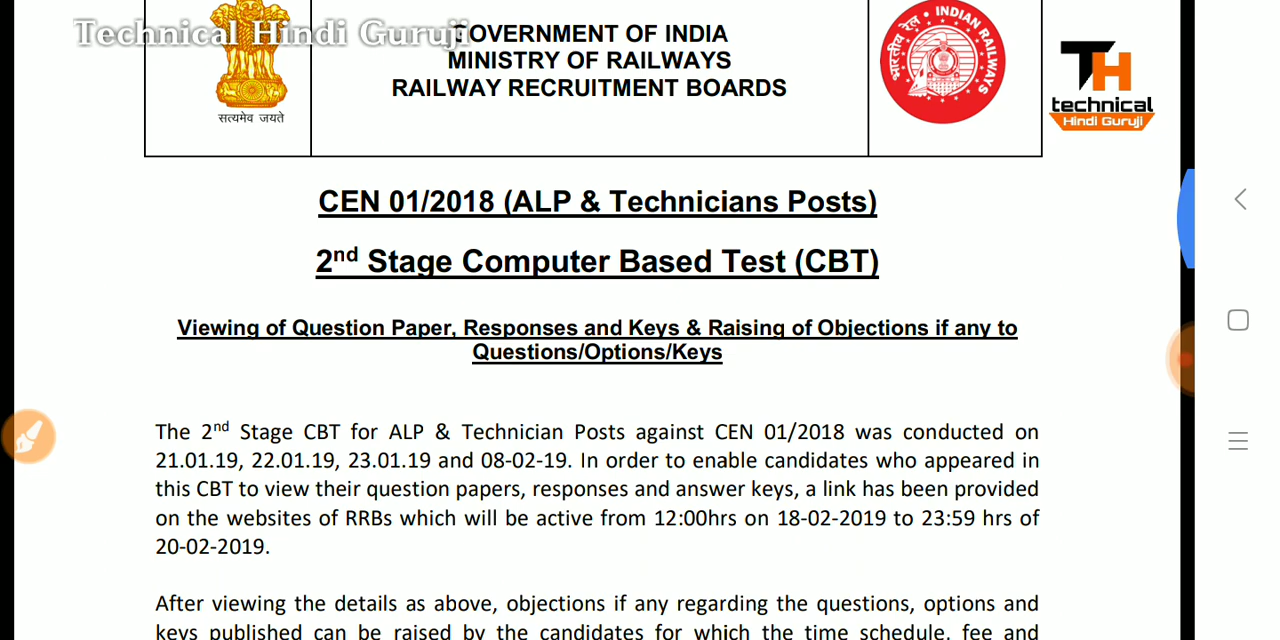 Technical Hindi Guruji
GOVERNMENT OF INDIA
MINISTRY OF RAILWAYS
RAILWAY RECRUITMENT BOARDS
सत्यमेव जयते
भारतीय रेल • INDIAN RAILWAYS
TH
technical
Hindi Guruji
CEN 01/2018 (ALP & Technicians Posts)
2nd Stage Computer Based Test (CBT)
Viewing of Question Paper, Responses and Keys & Raising of Objections if any to
Questions/Options/Keys
The 2nd Stage CBT for ALP & Technician Posts against CEN 01/2018 was conducted on
21.01.19, 22.01.19, 23.01.19 and 08-02-19. In order to enable candidates who appeared in
this CBT to view their question papers, responses and answer keys, a link has been provided
on the websites of RRBs which will be active from 12:00hrs on 18-02-2019 to 23:59 hrs of
20-02-2019.
After viewing the details as above, objections if any regarding the questions, options and
keys published can be raised by the candidates for which the time schedule, fee and